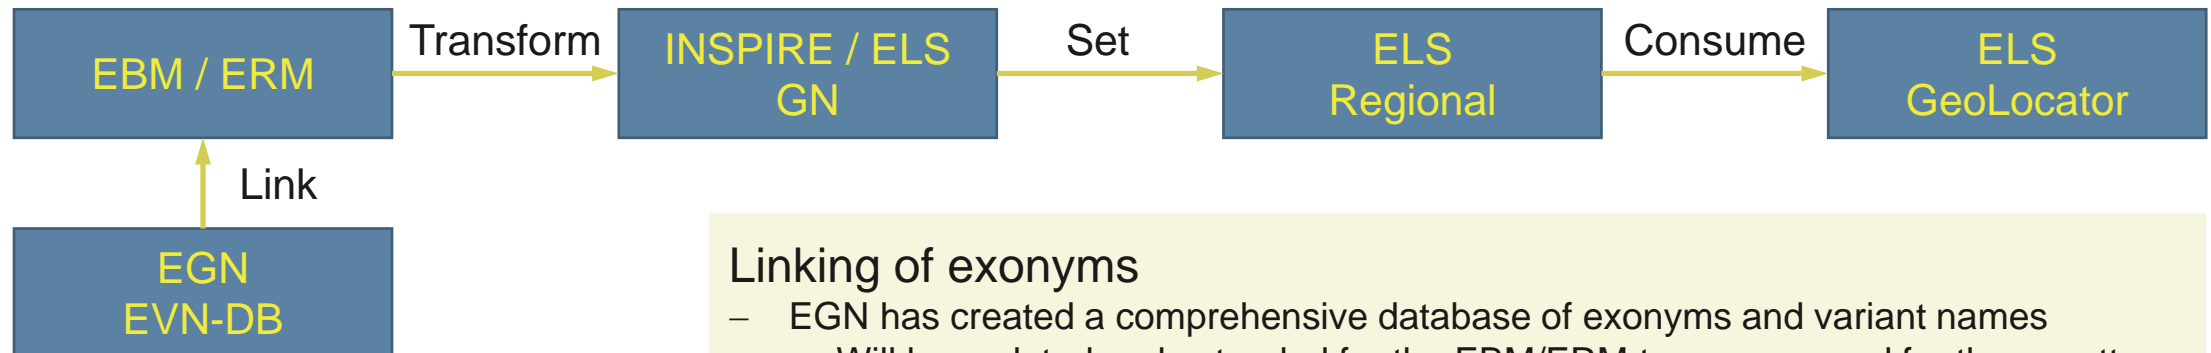 EBM / ERM
Transform
INSPIRE / ELS
GN
Set
ELS
Regional
Consume
ELS
GeoLocator
Link
EGN
EVN-DB
Linking of exonyms
– EGN has created a comprehensive database of exonyms and variant names